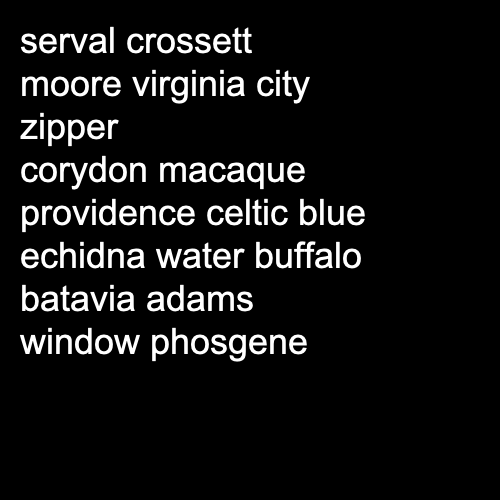 serval crossett
moore virginia city
zipper
corydon macaque
providence celtic blue
echidna water buffalo
batavia adams
window phosgene